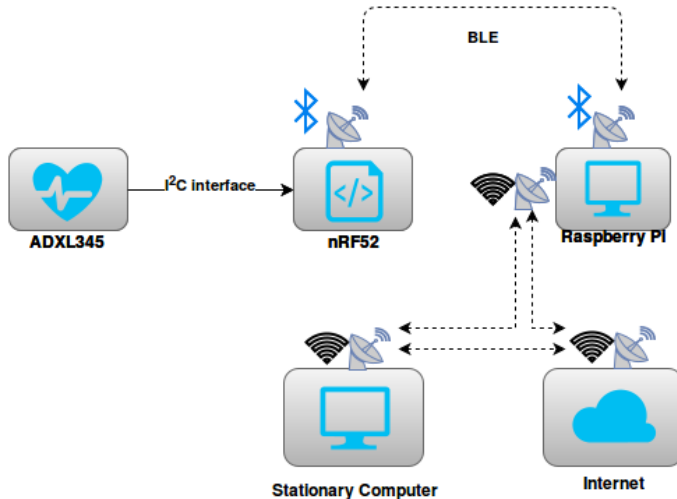 BLE
I²C interface
</>
ADXL345
nRF52
Raspberry PI
Stationary Computer
Internet